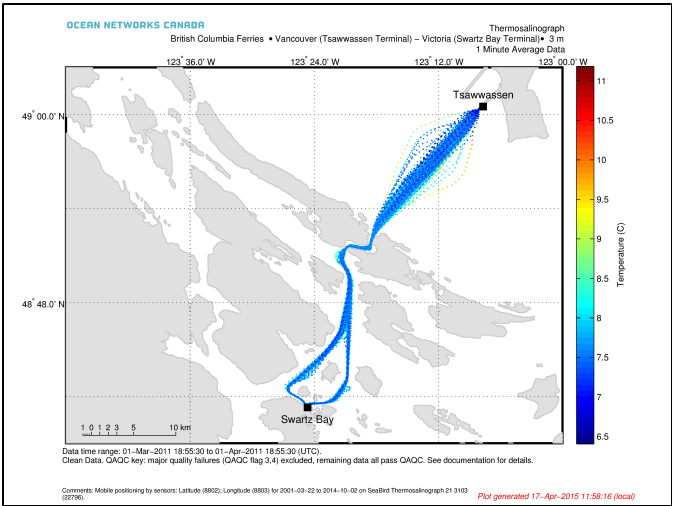 OCEAN NETWORKS CANADA
Thermosalinograph
British Columbia Ferries • Vancouver (Tsawwassen Terminal) – Victoria (Swartz Bay Terminal)• 3 m
1 Minute Average Data
123°36.0' W
123°24.0' W
123°12.0' W
123°00.0' W
Tsawwassen
49°00.0' N
48°48.0' N
Swartz Bay
1 0 1 2 3 5 10 km
11
10.5
10
9.5
9
8.5
8
7.5
7
6.5
Temperature (C)
Data time range: 01–Mar–2011 18:55:30 to 01–Apr–2011 18:55:30 (UTC).
Clean Data. QAQC key: major quality failures (QAQC flag 3,4) excluded, remaining data all pass QAQC. See documentation for details.
Comments: Mobile positioning by sensors: Latitude (8802); Longitude (8803) for 2001–03–22 to 2014–10–02 on SeaBird Thermosalinograph 21 3103
(22796).
Plot generated 17–Apr–2015 11:58:16 (local)